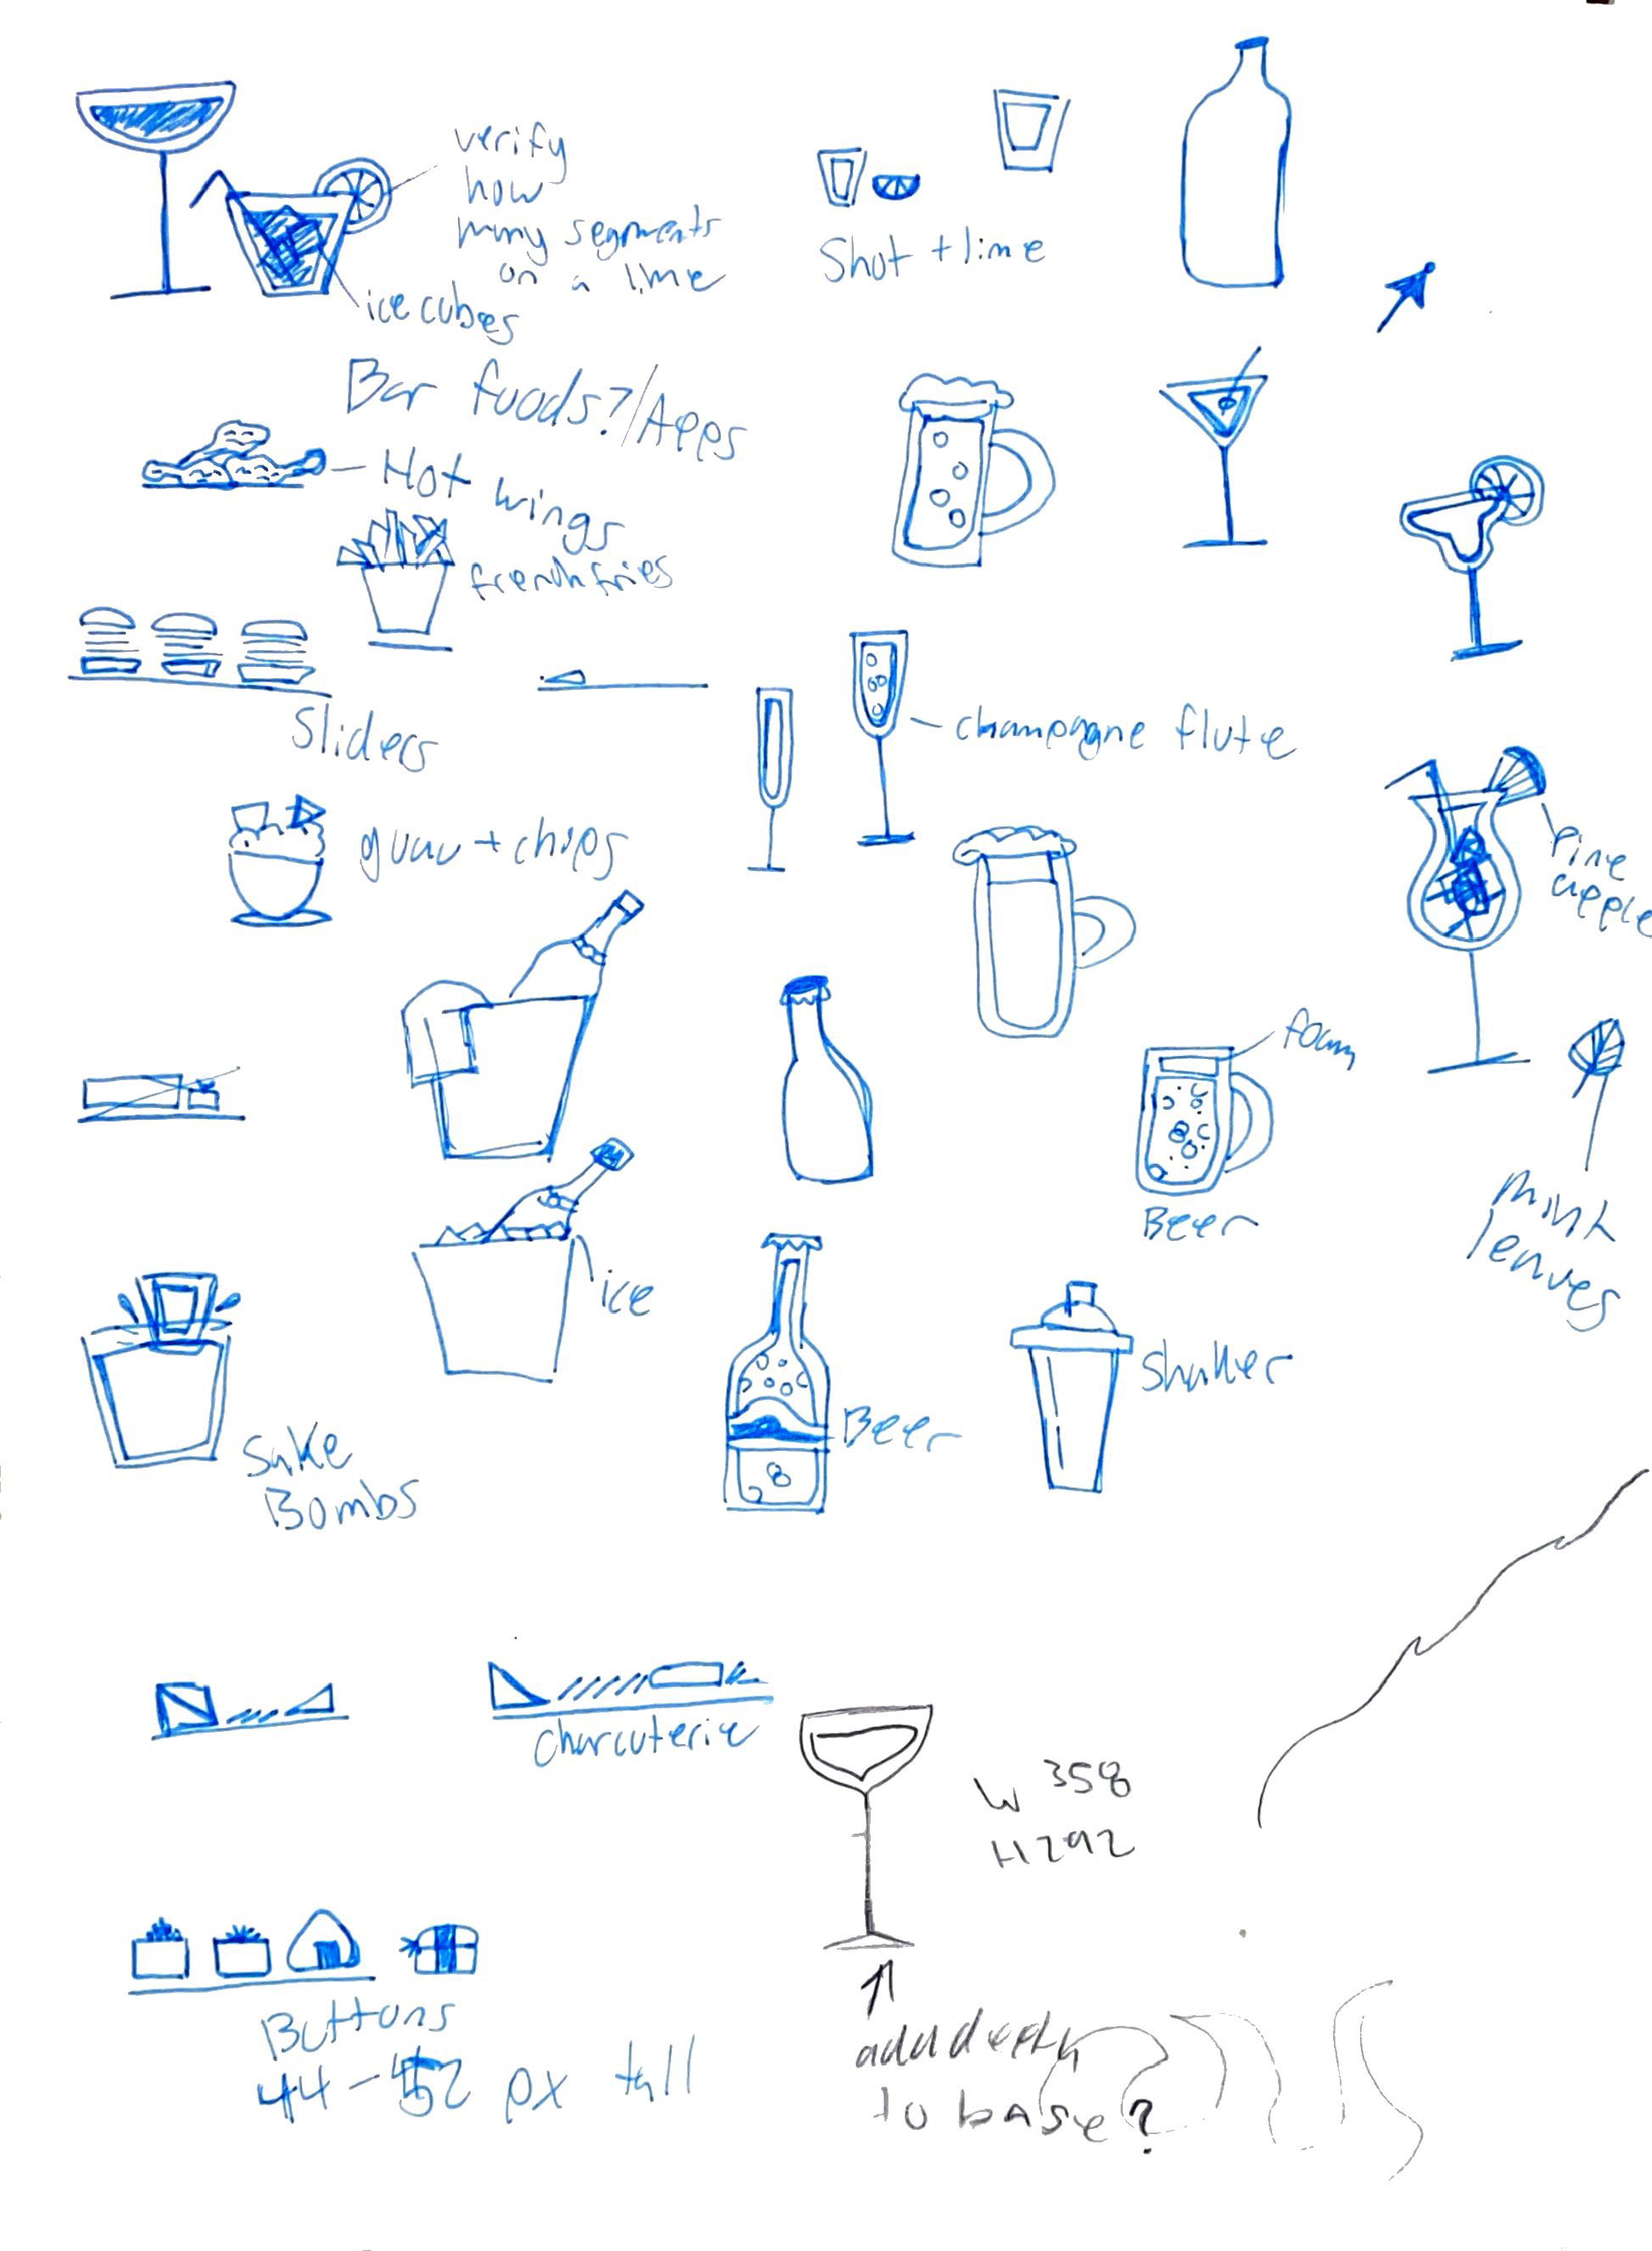 verify
how
many segments
on a lime
ice cubes
Shot + lime
Bar foods?/Apps
Hot wings
french fries
Sliders
champagne flute
guac + chips
Pine
apple
foam
Beer
mint
leaves
ice
Shaker
Beer
Sake
Bombs
Charcuterie
W 358
H 292
add depth
to base?
Buttons
44-52 px tall